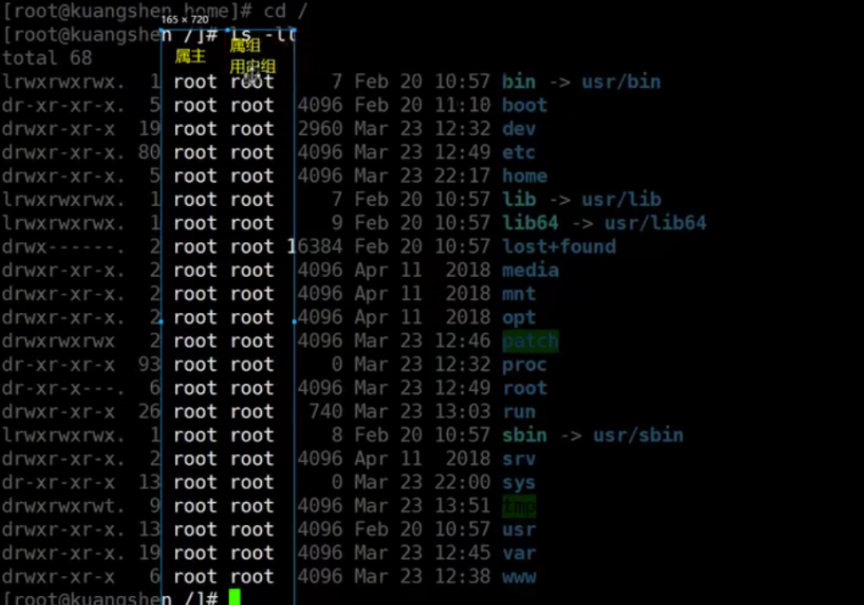 [root@kuangshen home]# cd /
165 × 720
[root@kuangshen /]# ls -ll
属主 属组
用户组
total 68
lrwxrwxrwx. 1 root root 7 Feb 20 10:57 bin -> usr/bin
dr-xr-xr-x. 5 root root 4096 Feb 20 11:10 boot
drwxr-xr-x 19 root root 2960 Mar 23 12:32 dev
drwxr-xr-x. 80 root root 4096 Mar 23 12:49 etc
drwxr-xr-x. 5 root root 4096 Mar 23 22:17 home
lrwxrwxrwx. 1 root root 7 Feb 20 10:57 lib -> usr/lib
lrwxrwxrwx. 1 root root 9 Feb 20 10:57 lib64 -> usr/lib64
drwx------. 2 root root 16384 Feb 20 10:57 lost+found
drwxr-xr-x. 2 root root 4096 Apr 11 2018 media
drwxr-xr-x. 2 root root 4096 Apr 11 2018 mnt
drwxr-xr-x. 2 root root 4096 Apr 11 2018 opt
drwxrwxrwx 2 root root 4096 Mar 23 12:46 patch
dr-xr-xr-x 93 root root 0 Mar 23 12:32 proc
dr-xr-x---. 6 root root 4096 Mar 23 12:49 root
drwxr-xr-x 26 root root 740 Mar 23 13:03 run
lrwxrwxrwx. 1 root root 8 Feb 20 10:57 sbin -> usr/sbin
drwxr-xr-x. 2 root root 4096 Apr 11 2018 srv
dr-xr-xr-x 13 root root 0 Mar 23 22:00 sys
drwxrwxrwt. 9 root root 4096 Mar 23 13:51 tmp
drwxr-xr-x. 13 root root 4096 Feb 20 10:57 usr
drwxr-xr-x. 19 root root 4096 Mar 23 12:45 var
drwxr-xr-x 6 root root 4096 Mar 23 12:38 www
[root@kuangshen /]#